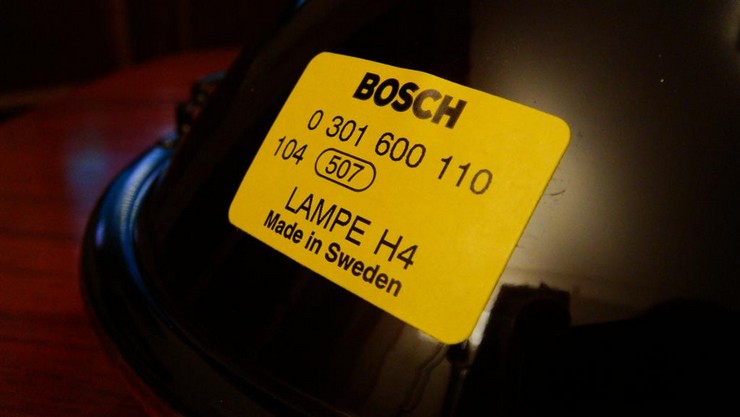 BOSCH
0 301 600 110
104 507
LAMPE H4
Made in Sweden